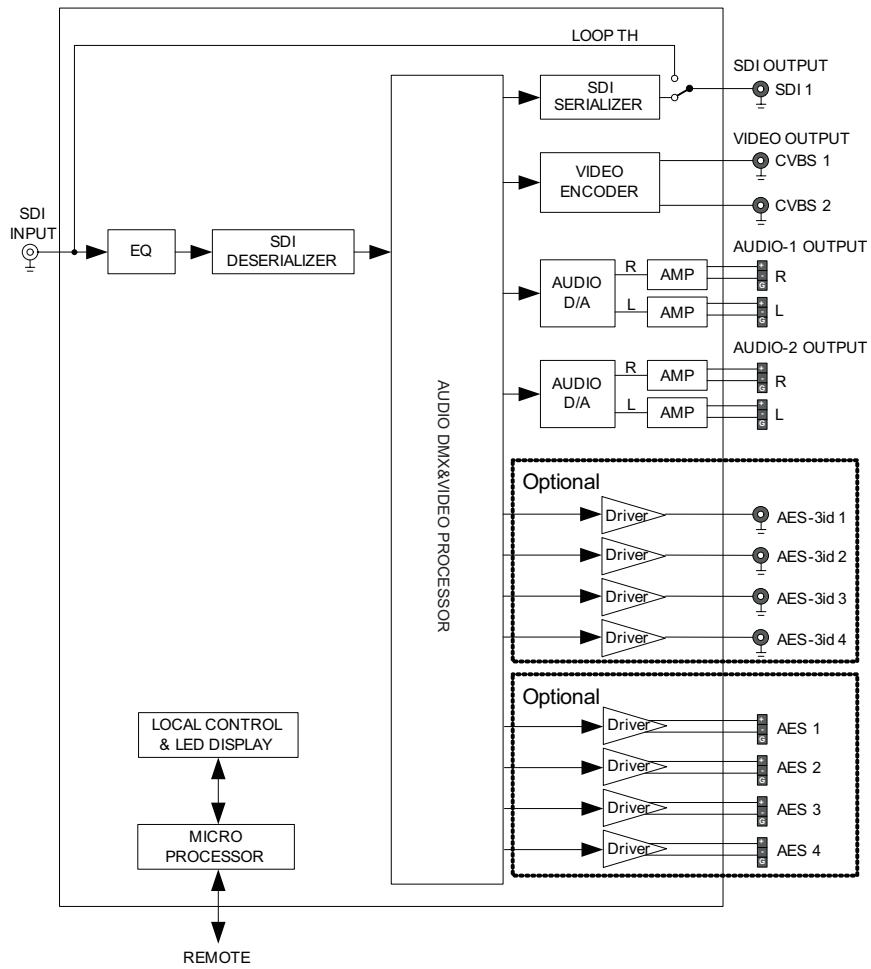 LOOP TH
SDI OUTPUT
SDI
SERIALIZER
SDI 1
VIDEO OUTPUT
VIDEO
ENCODER
CVBS 1
CVBS 2
SDI
INPUT
EQ
SDI
DESERIALIZER
AUDIO-1 OUTPUT
AUDIO
D/A
R
AMP
+
-
G
R
L
AMP
+
-
G
L
AUDIO-2 OUTPUT
AUDIO
D/A
R
AMP
+
-
G
R
L
AMP
+
-
G
L
AUDIO DMX&VIDEO PROCESSOR
Optional
Driver
AES-3id 1
Driver
AES-3id 2
Driver
AES-3id 3
Driver
AES-3id 4
Optional
Driver
+
-
G
AES 1
Driver
+
-
G
AES 2
Driver
+
-
G
AES 3
Driver
+
-
G
AES 4
LOCAL CONTROL
& LED DISPLAY
MICRO
PROCESSOR
REMOTE